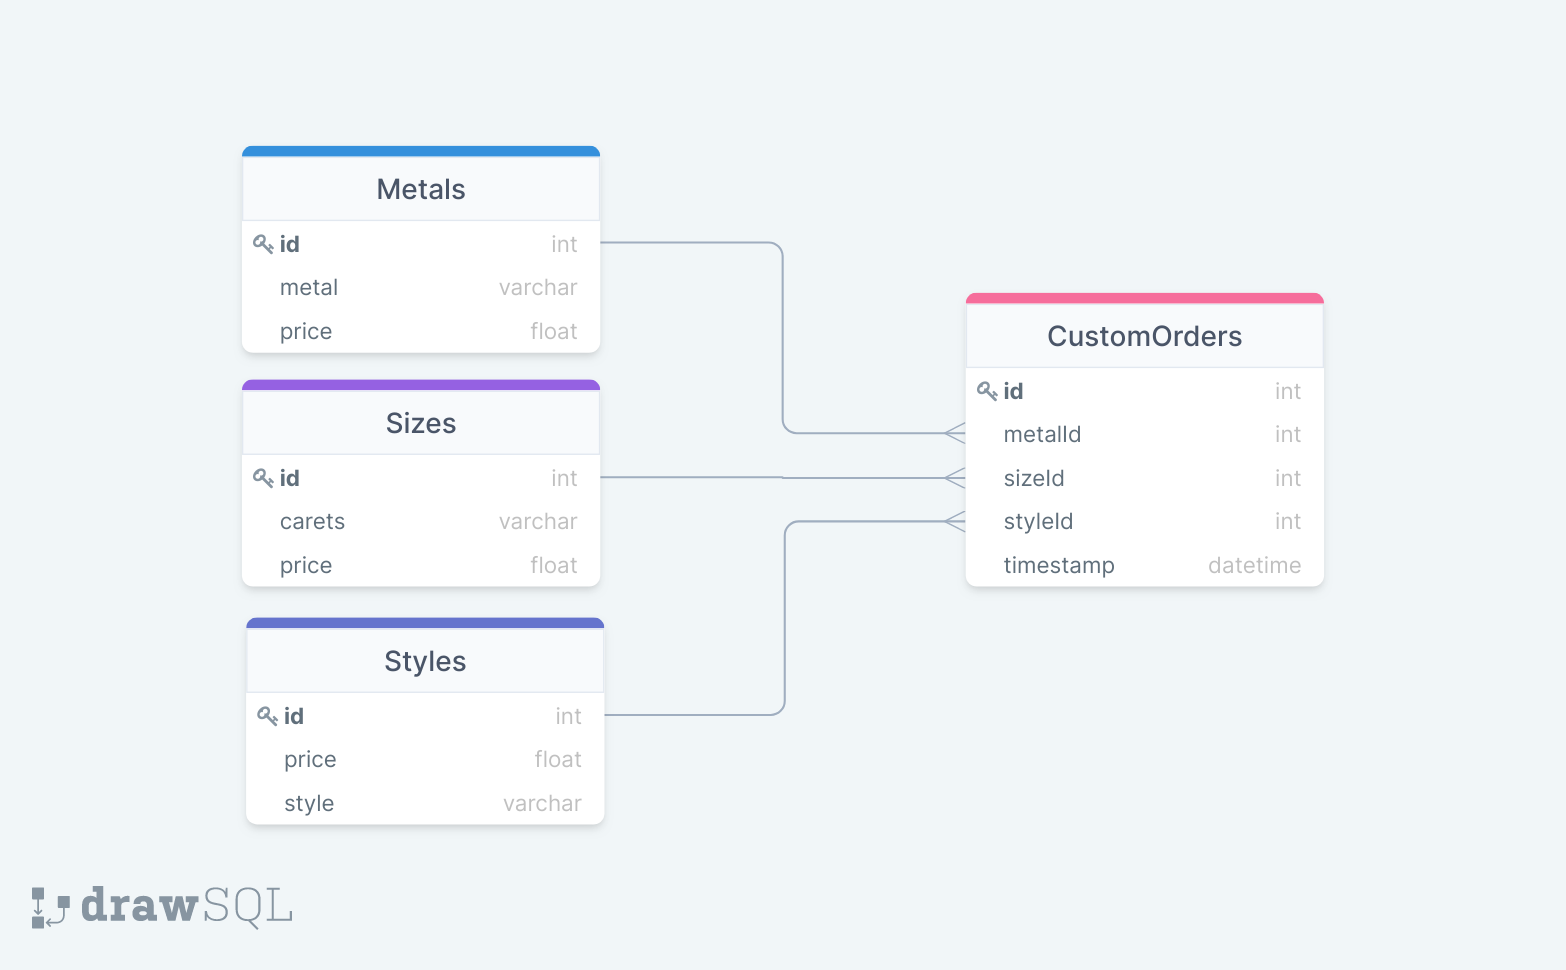 Metals
id int
metal varchar
price float
Sizes
id int
carets varchar
price float
Styles
id int
price float
style varchar
CustomOrders
id int
metalId int
sizeId int
styleId int
timestamp datetime
drawSQL